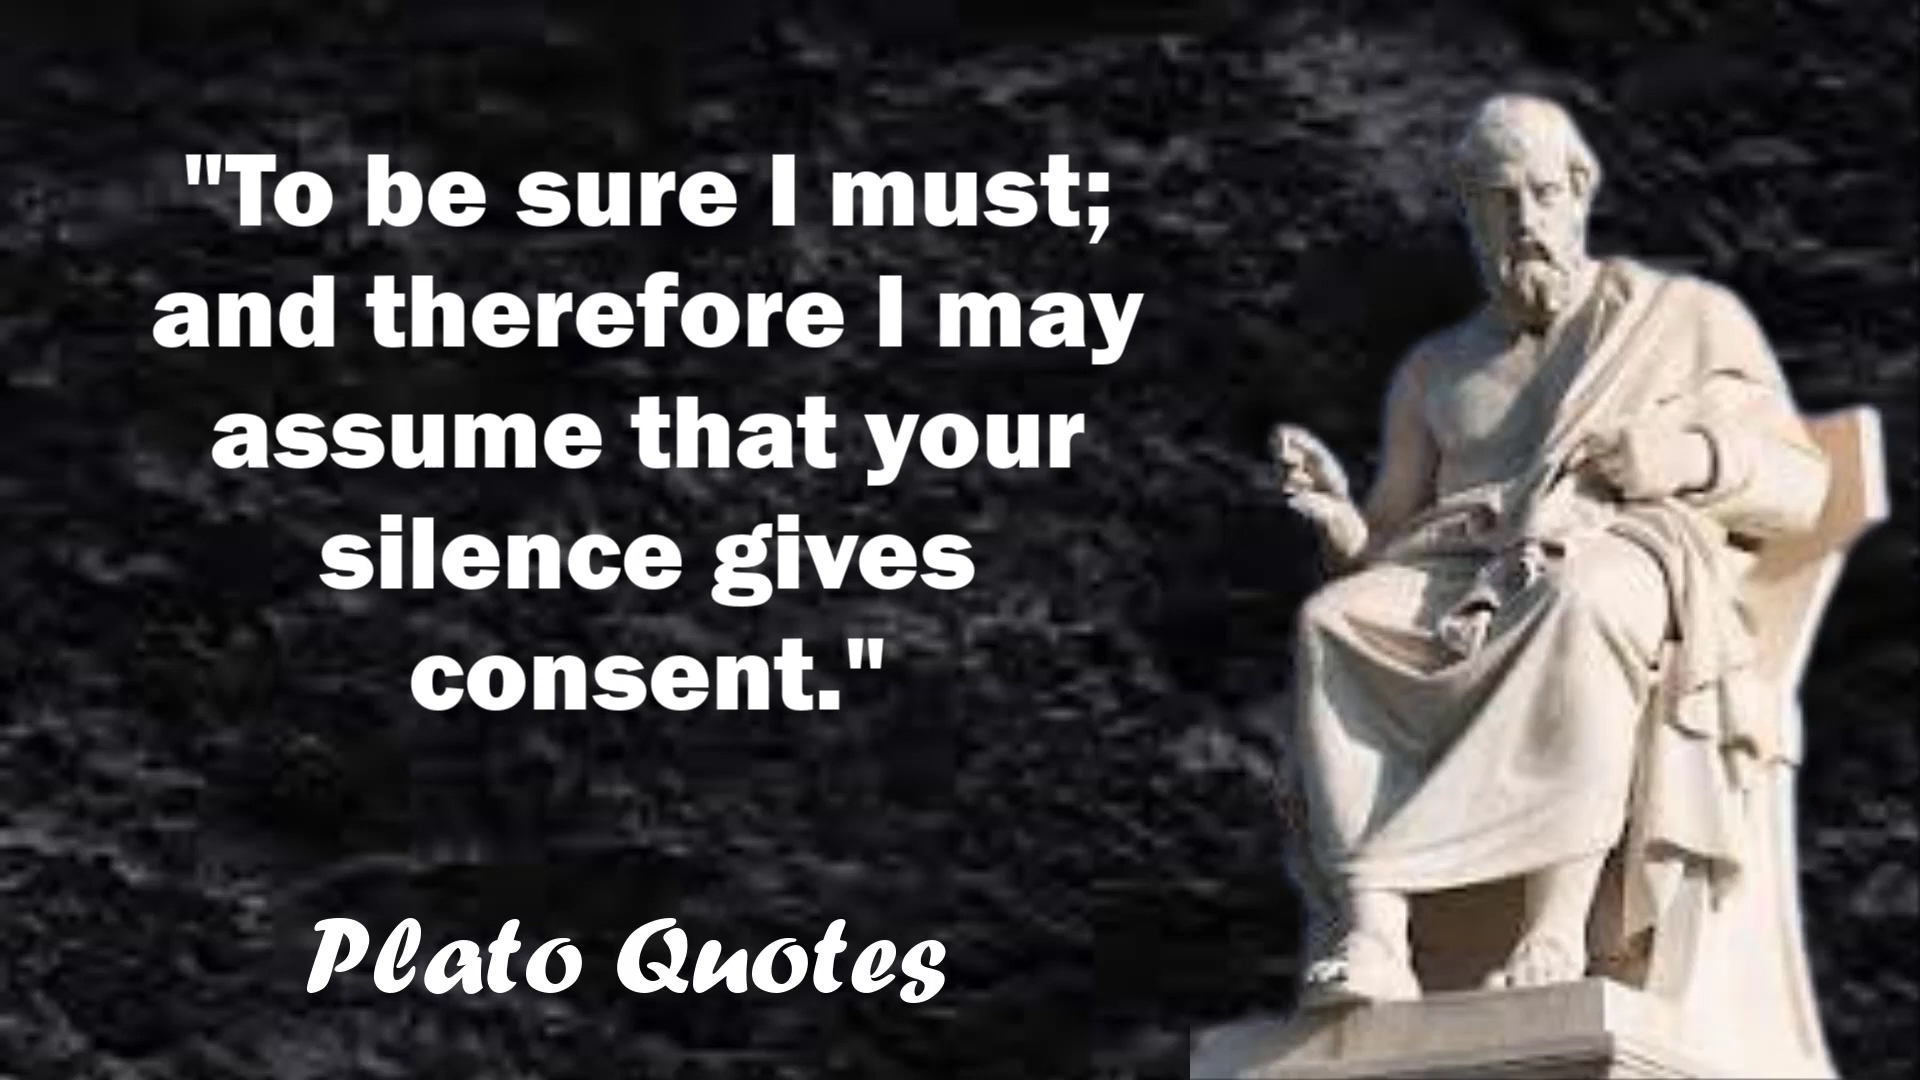 "To be sure I must;
and therefore I may
assume that your
silence gives
consent."
Plato Quotes